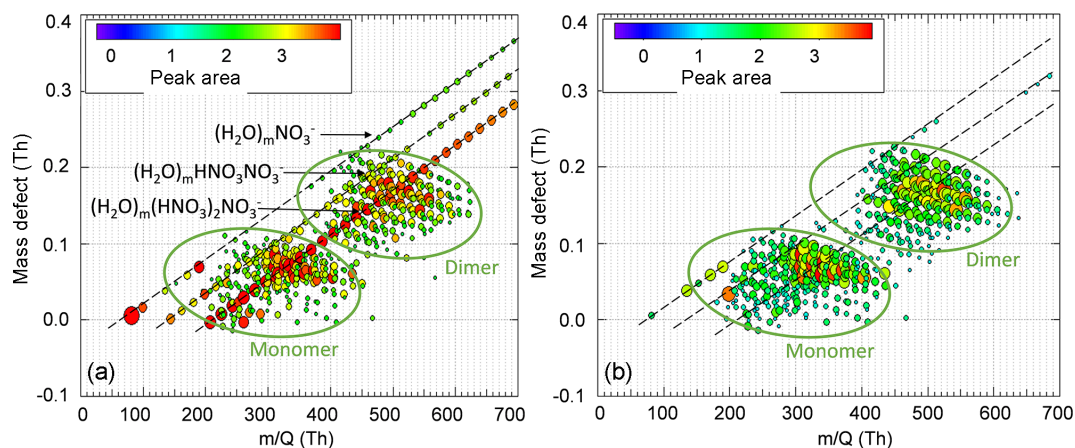 0.4
0.3
0.2
0.1
0.0
-0.1
Mass defect (Th)
0 1 2 3
Peak area
(H₂O)ₘNO₃⁻
(H₂O)ₘHNO₃NO₃⁻
(H₂O)ₘ(HNO₃)₂NO₃⁻
Dimer
Monomer
(a)
0 100 200 300 400 500 600 700
m/Q (Th)
0.4
0.3
0.2
0.1
0.0
-0.1
Mass defect (Th)
0 1 2 3
Peak area
Dimer
Monomer
(b)
0 100 200 300 400 500 600 700
m/Q (Th)